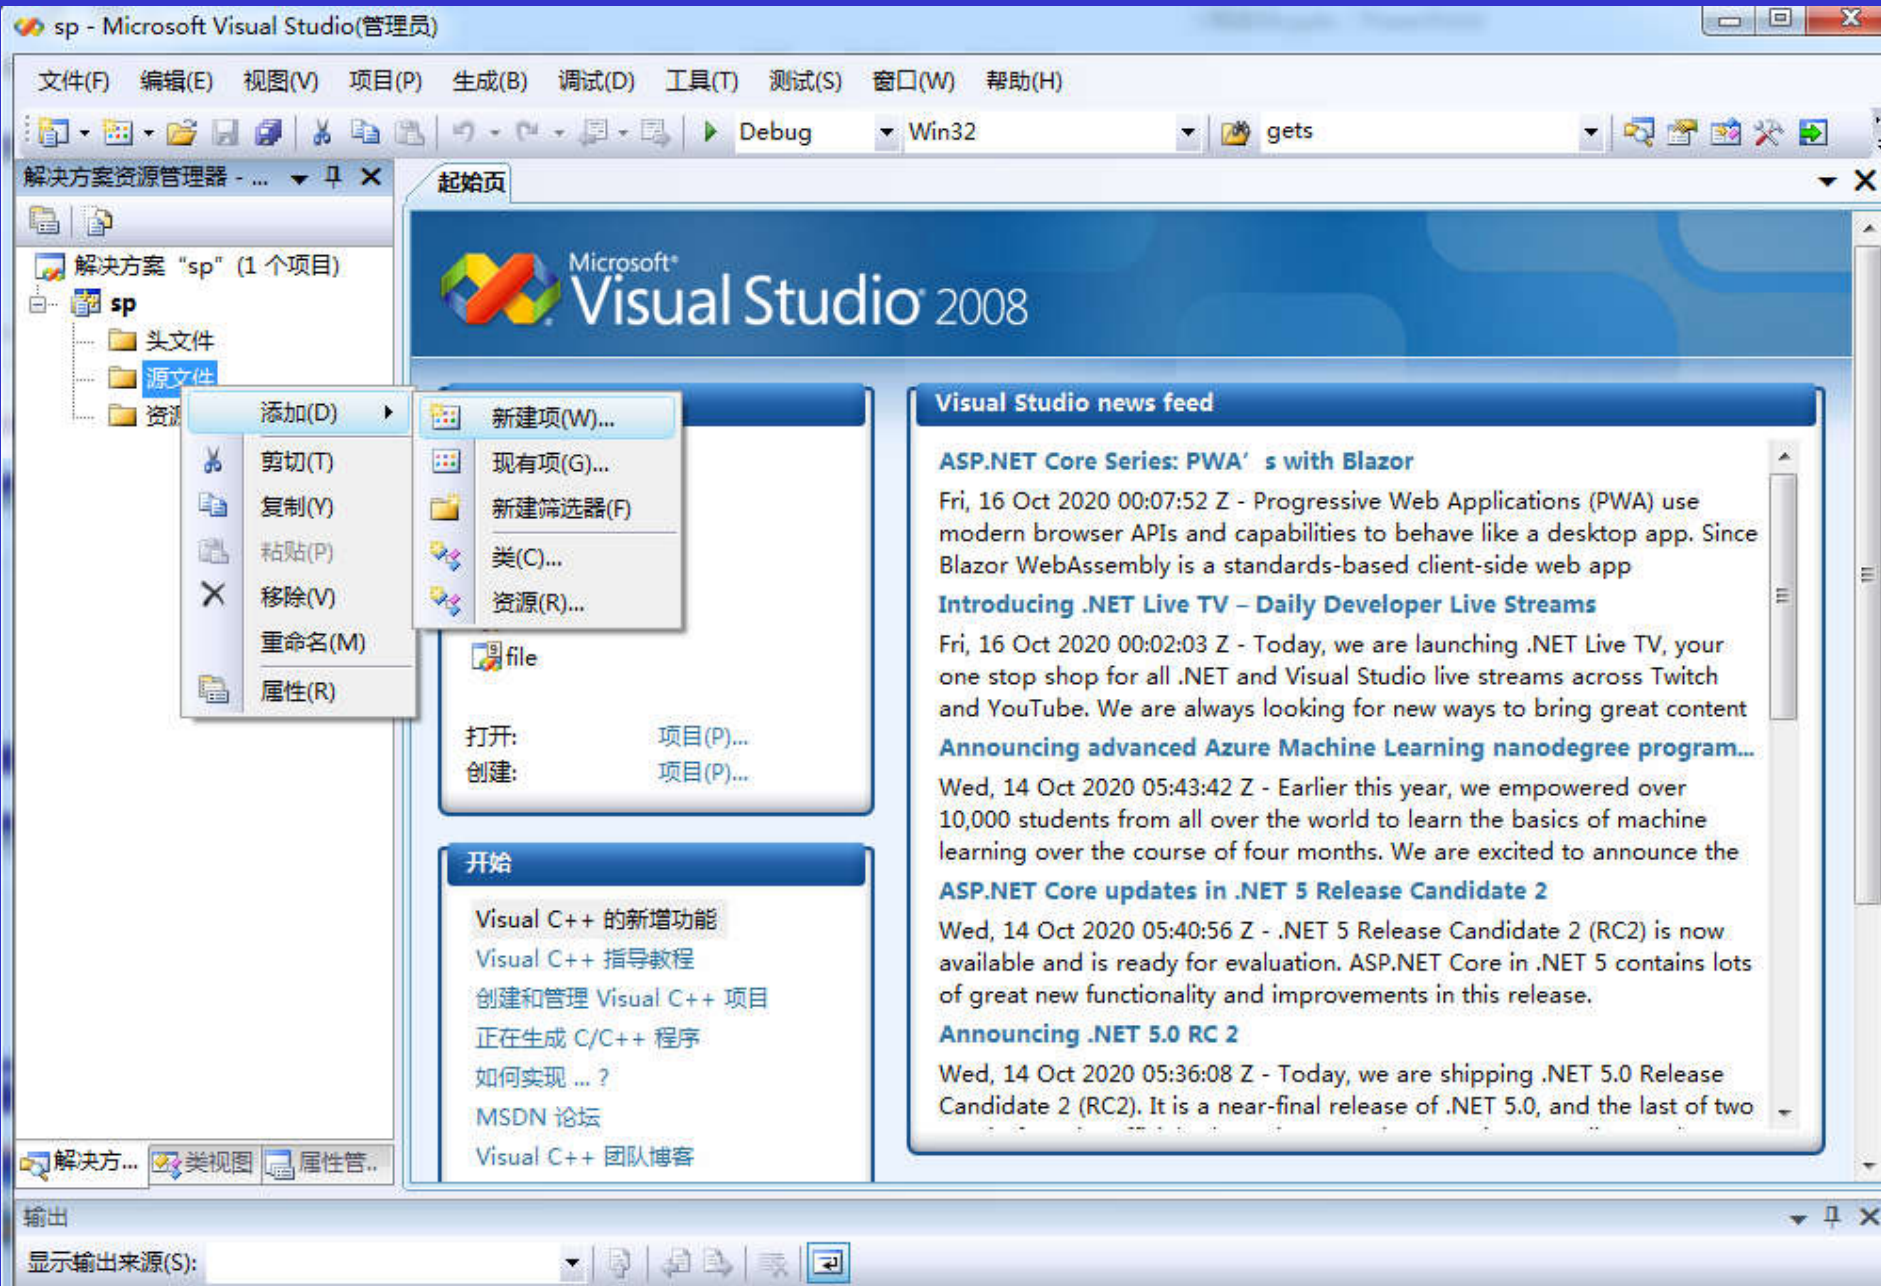 sp - Microsoft Visual Studio(管理员)
文件(F) 编辑(E) 视图(V) 项目(P) 生成(B) 调试(D) 工具(T) 测试(S) 窗口(W) 帮助(H)
Debug Win32 gets
解决方案资源管理器 - ...
起始页
解决方案“sp”(1 个项目)
sp
头文件
源文件
资源
添加(D)
剪切(T)
复制(Y)
粘贴(P)
移除(V)
重命名(M)
属性(R)
新建项(W)...
现有项(G)...
新建筛选器(F)
类(C)...
资源(R)...
Microsoft
Visual Studio 2008
file
打开: 项目(P)...
创建: 项目(P)...
开始
Visual C++ 的新增功能
Visual C++ 指导教程
创建和管理 Visual C++ 项目
正在生成 C/C++ 程序
如何实现 ... ?
MSDN 论坛
Visual C++ 团队博客
Visual Studio news feed
ASP.NET Core Series: PWA’s with Blazor
Fri, 16 Oct 2020 00:07:52 Z - Progressive Web Applications (PWA) use
modern browser APIs and capabilities to behave like a desktop app. Since
Blazor WebAssembly is a standards-based client-side web app
Introducing .NET Live TV – Daily Developer Live Streams
Fri, 16 Oct 2020 00:02:03 Z - Today, we are launching .NET Live TV, your
one stop shop for all .NET and Visual Studio live streams across Twitch
and YouTube. We are always looking for new ways to bring great content
Announcing advanced Azure Machine Learning nanodegree program...
Wed, 14 Oct 2020 05:43:42 Z - Earlier this year, we empowered over
10,000 students from all over the world to learn the basics of machine
learning over the course of four months. We are excited to announce the
ASP.NET Core updates in .NET 5 Release Candidate 2
Wed, 14 Oct 2020 05:40:56 Z - .NET 5 Release Candidate 2 (RC2) is now
available and is ready for evaluation. ASP.NET Core in .NET 5 contains lots
of great new functionality and improvements in this release.
Announcing .NET 5.0 RC 2
Wed, 14 Oct 2020 05:36:08 Z - Today, we are shipping .NET 5.0 Release
Candidate 2 (RC2). It is a near-final release of .NET 5.0, and the last of two
解决方... 类视图 属性管..
输出
显示输出来源(S):